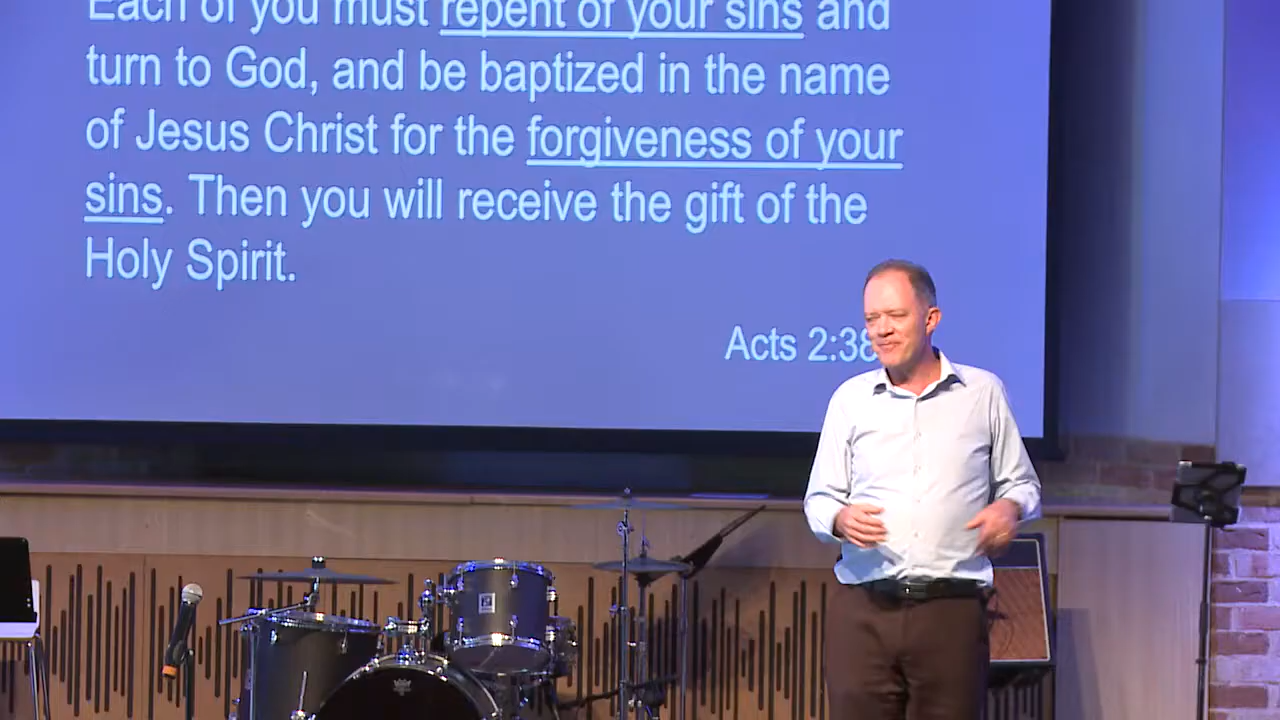 Each of you must repent of your sins and
turn to God, and be baptized in the name
of Jesus Christ for the forgiveness of your
sins. Then you will receive the gift of the
Holy Spirit.
Acts 2:38